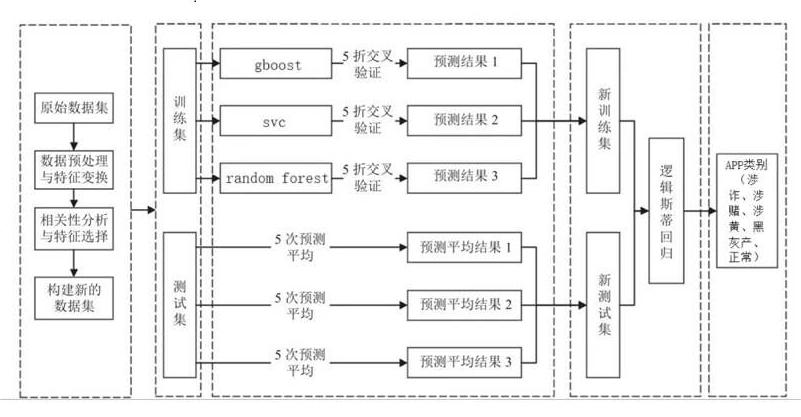 原始数据集
数据预处理
与特征变换
相关性分析
与特征选择
构建新的
数据集
训练集
测试集
gboost
5 折交叉
验证
预测结果 1
svc
5 折交叉
验证
预测结果 2
random forest
5 折交叉
验证
预测结果 3
5 次预测
平均
预测平均结果 1
5 次预测
平均
预测平均结果 2
5 次预测
平均
预测平均结果 3
新训练集
新测试集
逻辑斯蒂回归
APP类别
（涉
诈、涉
赌、涉
黄、黑
灰产、
正常）